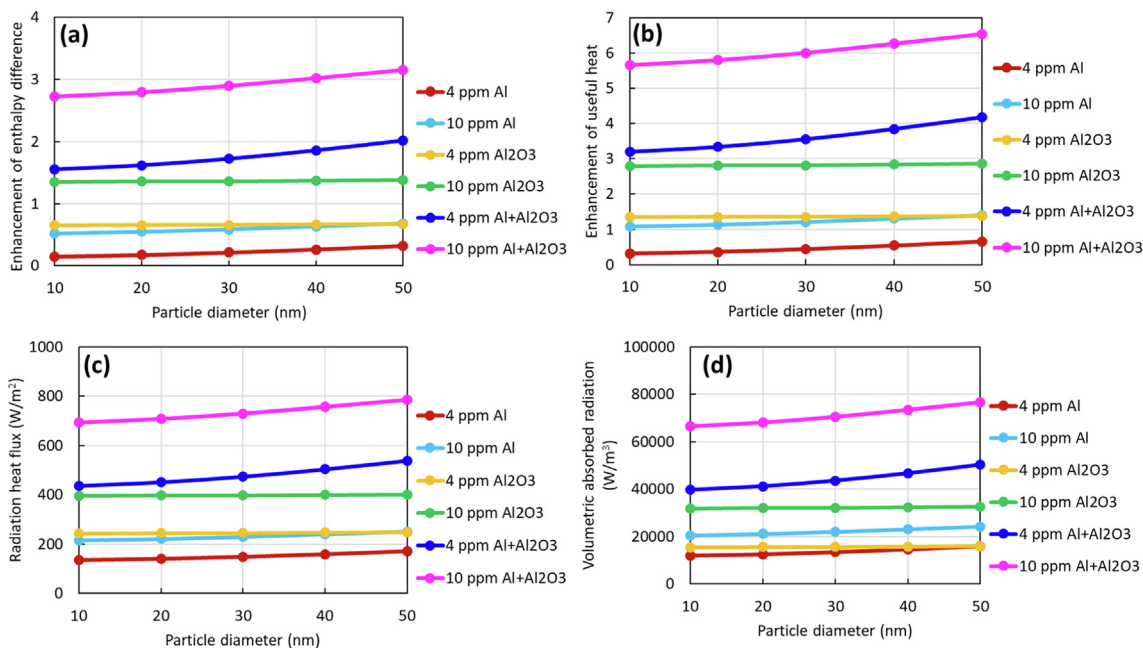 (a)
Enhancement of enthalpy difference
4
3
2
1
0
10 20 30 40 50
Particle diameter (nm)
4 ppm Al
10 ppm Al
4 ppm Al2O3
10 ppm Al2O3
4 ppm Al+Al2O3
10 ppm Al+Al2O3
(b)
Enhancement of useful heat
7
6
5
4
3
2
1
0
10 20 30 40 50
Particle diameter (nm)
4 ppm Al
10 ppm Al
4 ppm Al2O3
10 ppm Al2O3
4 ppm Al+Al2O3
10 ppm Al+Al2O3
(c)
Radiation heat flux (W/m²)
1000
800
600
400
200
0
10 20 30 40 50
Particle diameter (nm)
4 ppm Al
10 ppm Al
4 ppm Al2O3
10 ppm Al2O3
4 ppm Al+Al2O3
10 ppm Al+Al2O3
(d)
Volumetric absorbed radiation
(W/m³)
100000
80000
60000
40000
20000
0
10 20 30 40 50
Particle diameter (nm)
4 ppm Al
10 ppm Al
4 ppm Al2O3
10 ppm Al2O3
4 ppm Al+Al2O3
10 ppm Al+Al2O3